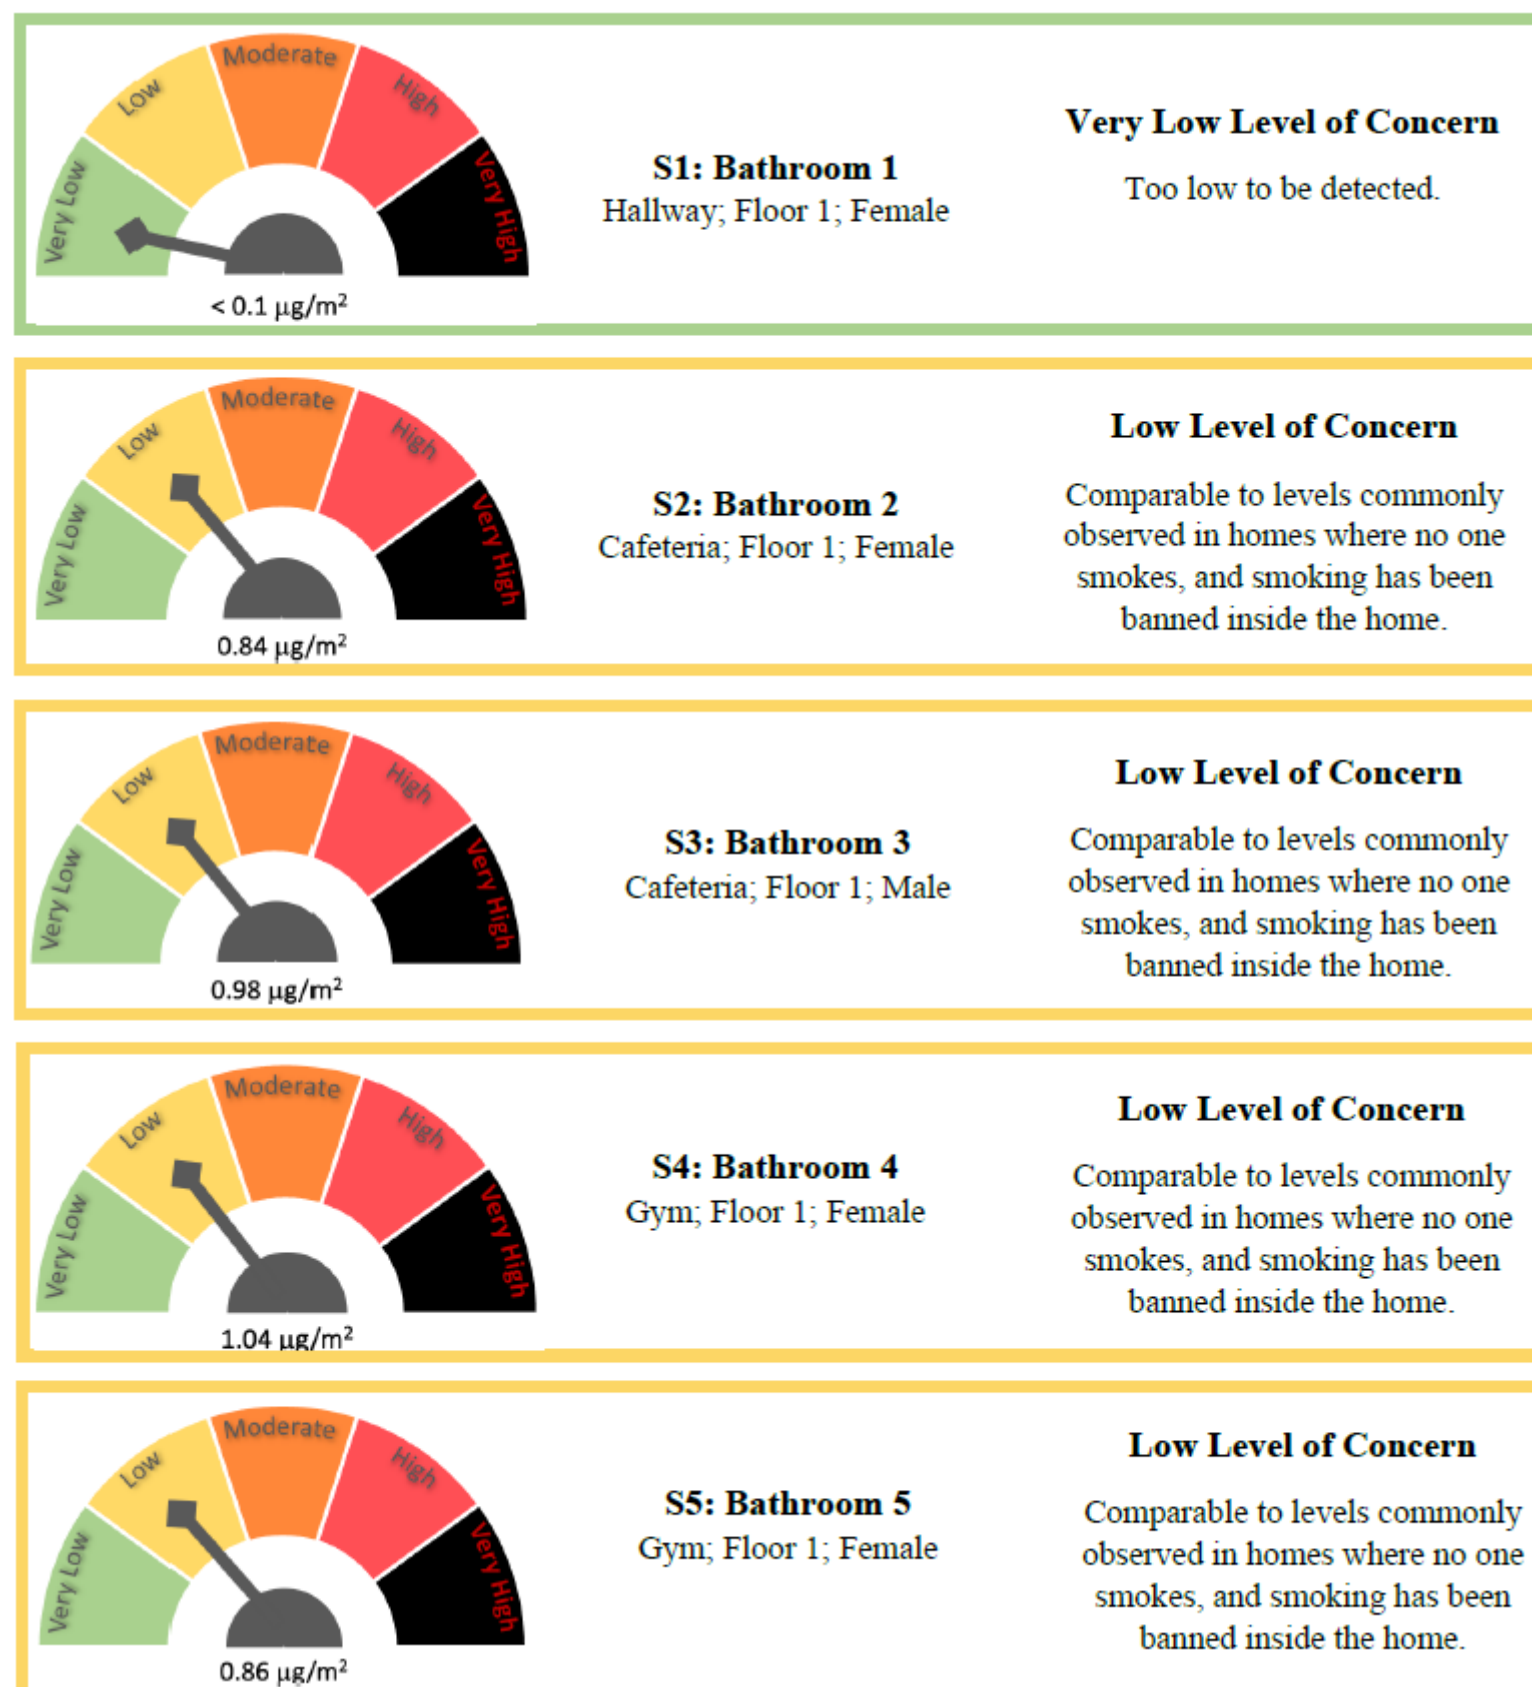 Very Low
Low
Moderate
High
Very High
< 0.1 µg/m²
S1: Bathroom 1
Hallway; Floor 1; Female
Very Low Level of Concern
Too low to be detected.
Very Low
Low
Moderate
High
Very High
0.84 µg/m²
S2: Bathroom 2
Cafeteria; Floor 1; Female
Low Level of Concern
Comparable to levels commonly
observed in homes where no one
smokes, and smoking has been
banned inside the home.
Very Low
Low
Moderate
High
Very High
0.98 µg/m²
S3: Bathroom 3
Cafeteria; Floor 1; Male
Low Level of Concern
Comparable to levels commonly
observed in homes where no one
smokes, and smoking has been
banned inside the home.
Very Low
Low
Moderate
High
Very High
1.04 µg/m²
S4: Bathroom 4
Gym; Floor 1; Female
Low Level of Concern
Comparable to levels commonly
observed in homes where no one
smokes, and smoking has been
banned inside the home.
Very Low
Low
Moderate
High
Very High
0.86 µg/m²
S5: Bathroom 5
Gym; Floor 1; Female
Low Level of Concern
Comparable to levels commonly
observed in homes where no one
smokes, and smoking has been
banned inside the home.